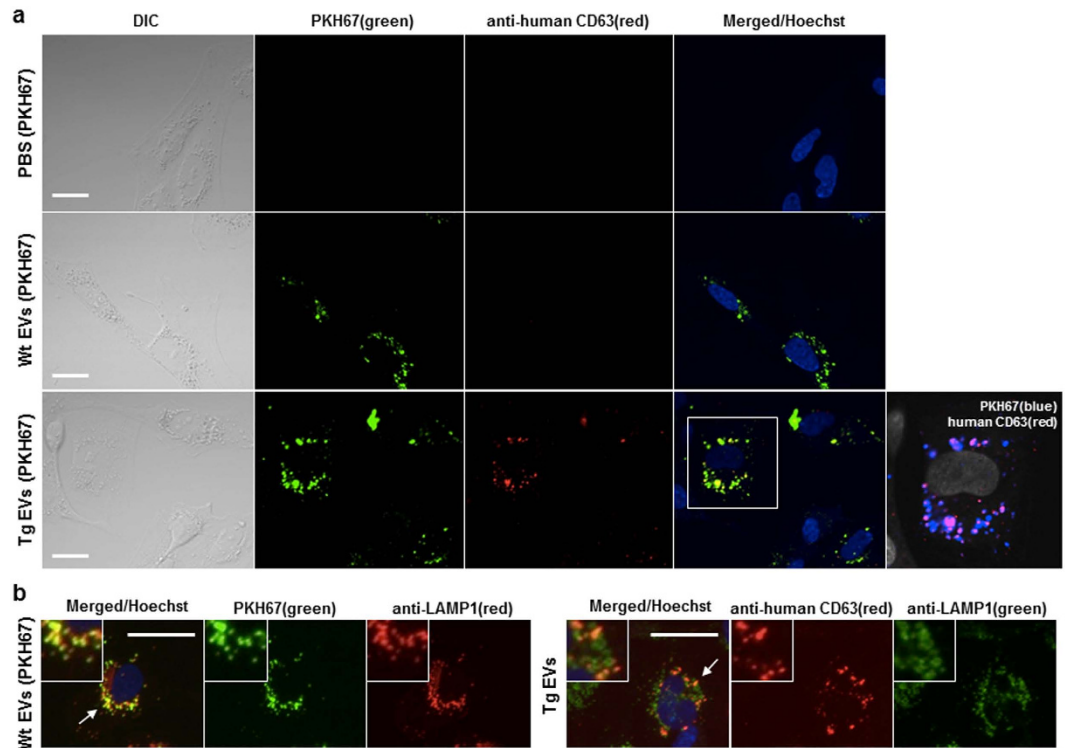 a
DIC
PKH67(green)
anti-human CD63(red)
Merged/Hoechst
PBS (PKH67)
Wt EVs (PKH67)
Tg EVs (PKH67)
PKH67(blue)
human CD63(red)
b
Merged/Hoechst
PKH67(green)
anti-LAMP1(red)
Merged/Hoechst
anti-human CD63(red)
anti-LAMP1(green)
Wt EVs (PKH67)
Tg EVs